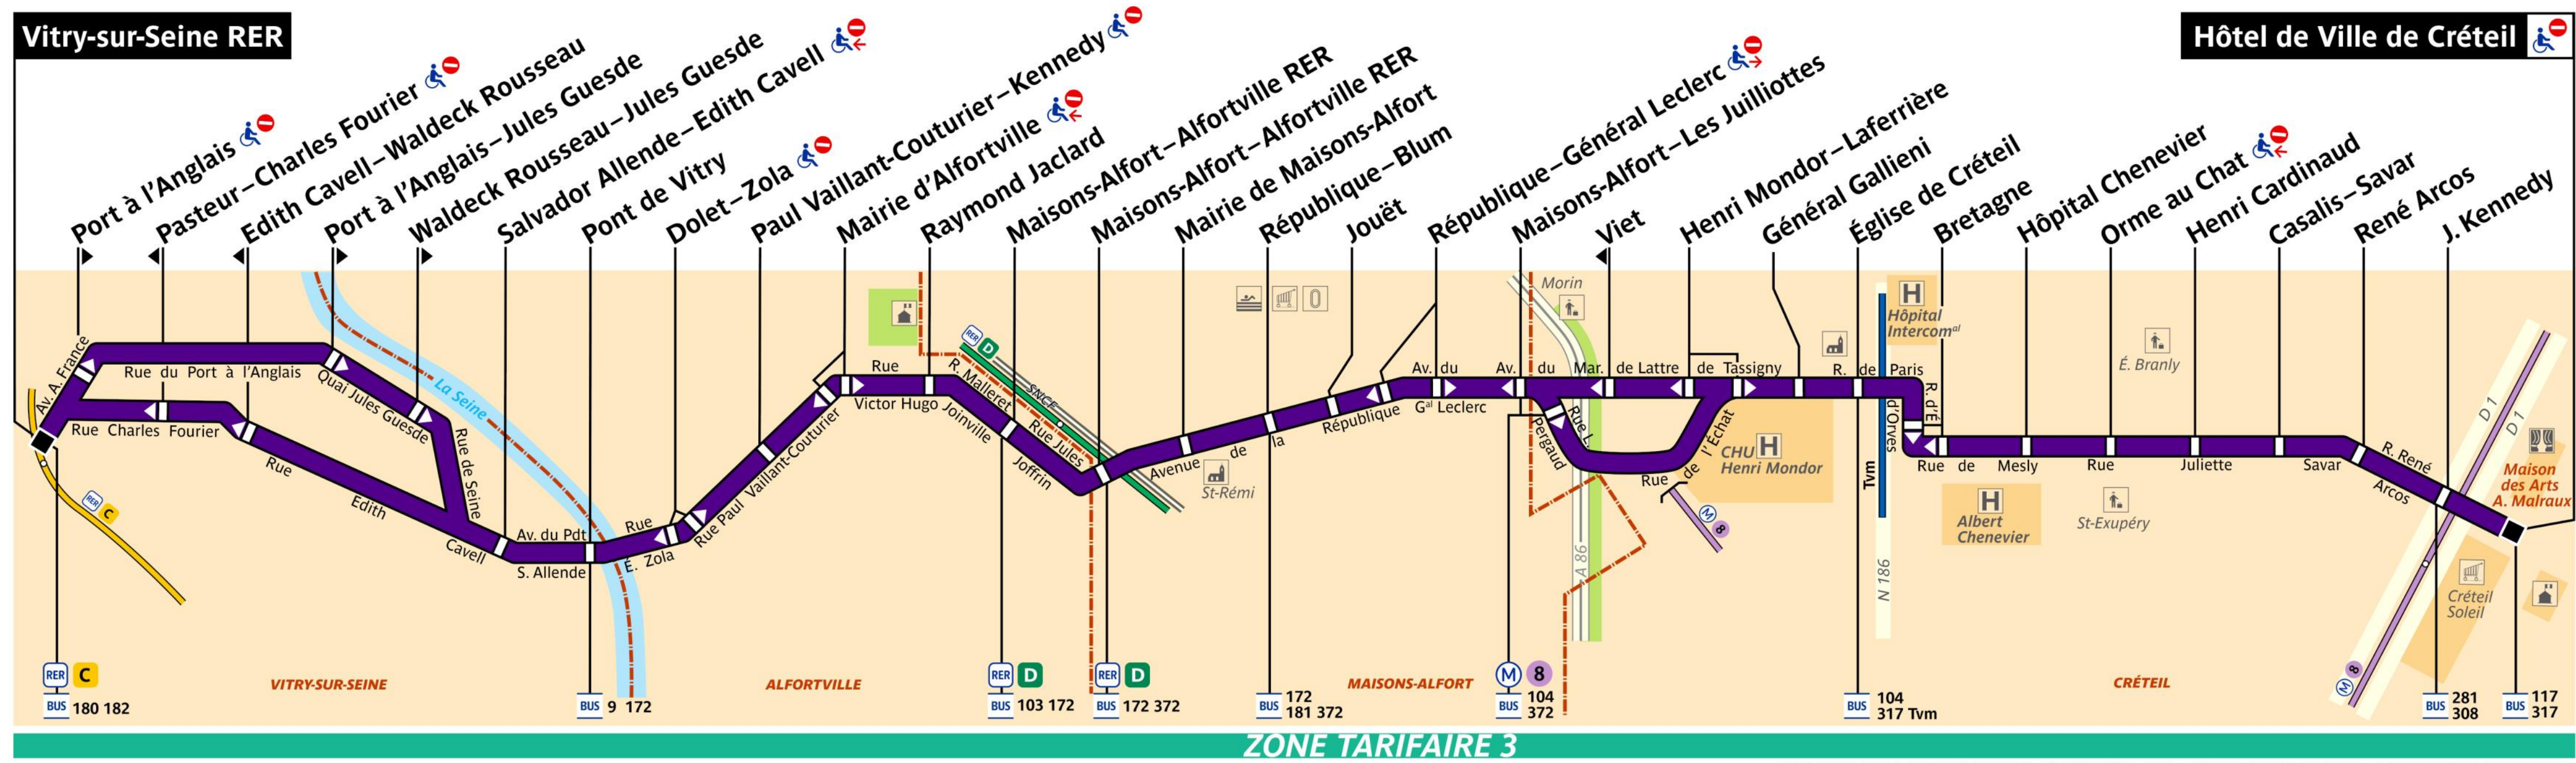 Vitry-sur-Seine RER
Hôtel de Ville de Créteil
Port à l'Anglais
Pasteur–Charles Fourier
Edith Cavell–Waldeck Rousseau
Port à l'Anglais–Jules Guesde
Waldeck Rousseau–Jules Guesde
Salvador Allende–Edith Cavell
Pont de Vitry
Dolet–Zola
Paul Vaillant-Couturier–Kennedy
Mairie d'Alfortville
Raymond Jaclard
Maisons-Alfort–Alfortville RER
Maisons-Alfort–Alfortville RER
Mairie de Maisons-Alfort
République–Blum
Jouët
République–Général Leclerc
Maisons-Alfort–Les Juilliottes
Viet
Henri Mondor–Laferrière
Général Gallieni
Église de Créteil
Bretagne
Hôpital Chenevier
Orme au Chat
Henri Cardinaud
Casalis–Savar
René Arcos
J. Kennedy
Av. A. France
Rue du Port à l'Anglais
Rue Charles Fourier
Quai Jules Guesde
Rue de Seine
Rue Edith Cavell
La Seine
RER C
Av. du Pdt
S. Allende
Rue
E. Zola
Rue Paul Vaillant-Couturier
Rue
Victor Hugo
RER D
SNCF
R. Malleret
Joinville
Rue Jules
Joffrin
Avenue de la République
St-Rémi
Av. du
Gal Leclerc
Av. du Mar. de Lattre de Tassigny
Morin
Rue L.
Pergaud
A 86
Rue de l'Échat
M 8
CHU H
Henri Mondor
R. de Paris
H
Hôpital
Intercomal
R. d'É.
d'Orves
Tvm
N 186
Rue de Mesly
H
Albert
Chenevier
É. Branly
St-Exupéry
Rue Juliette Savar
R. René
Arcos
D 1
D 1
Maison
des Arts
A. Malraux
Créteil
Soleil
M 8
RER C
BUS 180 182
VITRY-SUR-SEINE
BUS 9 172
ALFORTVILLE
RER D
BUS 103 172
RER D
BUS 172 372
BUS 172
181 372
MAISONS-ALFORT
M 8
BUS 104
372
BUS 104
317 Tvm
CRÉTEIL
BUS 281
308
BUS 117
317
ZONE TARIFAIRE 3